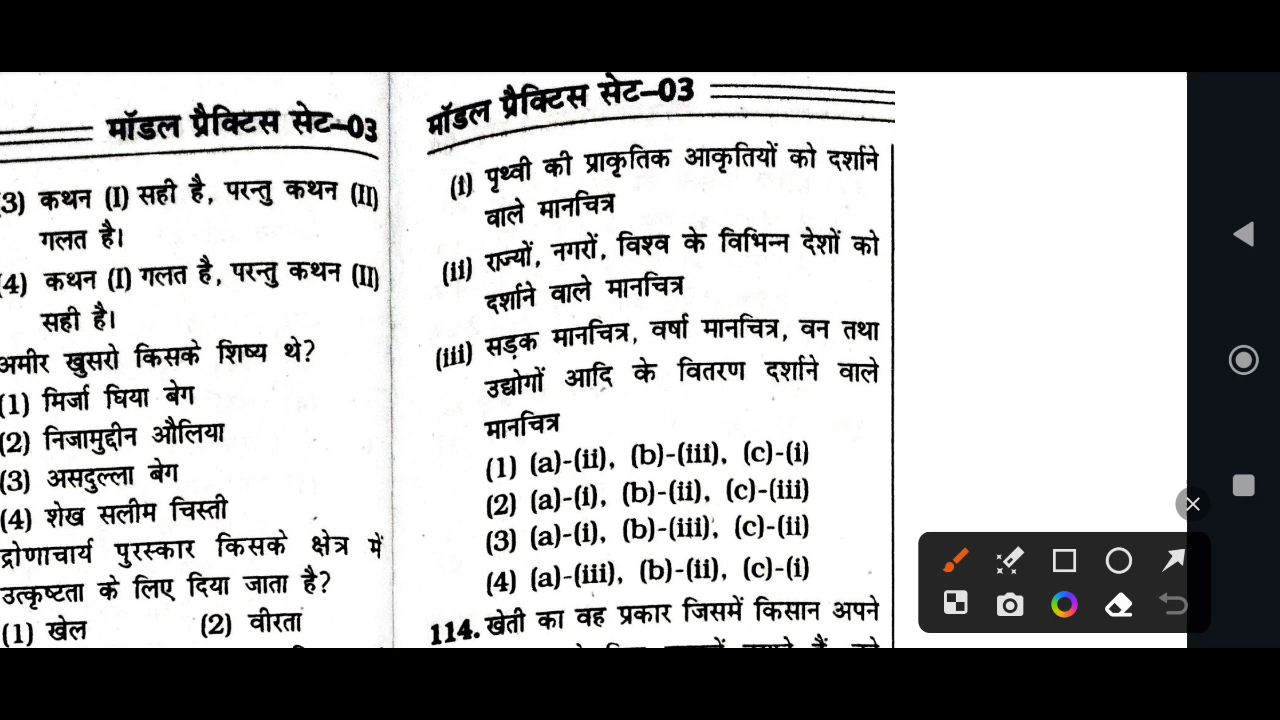 मॉडल प्रैक्टिस सेट–03
(3) कथन (I) सही है, परन्तु कथन (II)
गलत है।
(4) कथन (I) गलत है, परन्तु कथन (II)
सही है।
अमीर खुसरो किसके शिष्य थे?
(1) मिर्जा घिया बेग
(2) निजामुद्दीन औलिया
(3) असदुल्ला बेग
(4) शेख सलीम चिस्ती
द्रोणाचार्य पुरस्कार किसके क्षेत्र में
उत्कृष्टता के लिए दिया जाता है?
(1) खेल (2) वीरता
मॉडल प्रैक्टिस सेट–03
(i) पृथ्वी की प्राकृतिक आकृतियों को दर्शाने
वाले मानचित्र
(ii) राज्यों, नगरों, विश्व के विभिन्न देशों को
दर्शाने वाले मानचित्र
(iii) सड़क मानचित्र, वर्षा मानचित्र, वन तथा
उद्योगों आदि के वितरण दर्शाने वाले
मानचित्र
(1) (a)-(ii), (b)-(iii), (c)-(i)
(2) (a)-(i), (b)-(ii), (c)-(iii)
(3) (a)-(i), (b)-(iii), (c)-(ii)
(4) (a)-(iii), (b)-(ii), (c)-(i)
114. खेती का वह प्रकार जिसमें किसान अपने